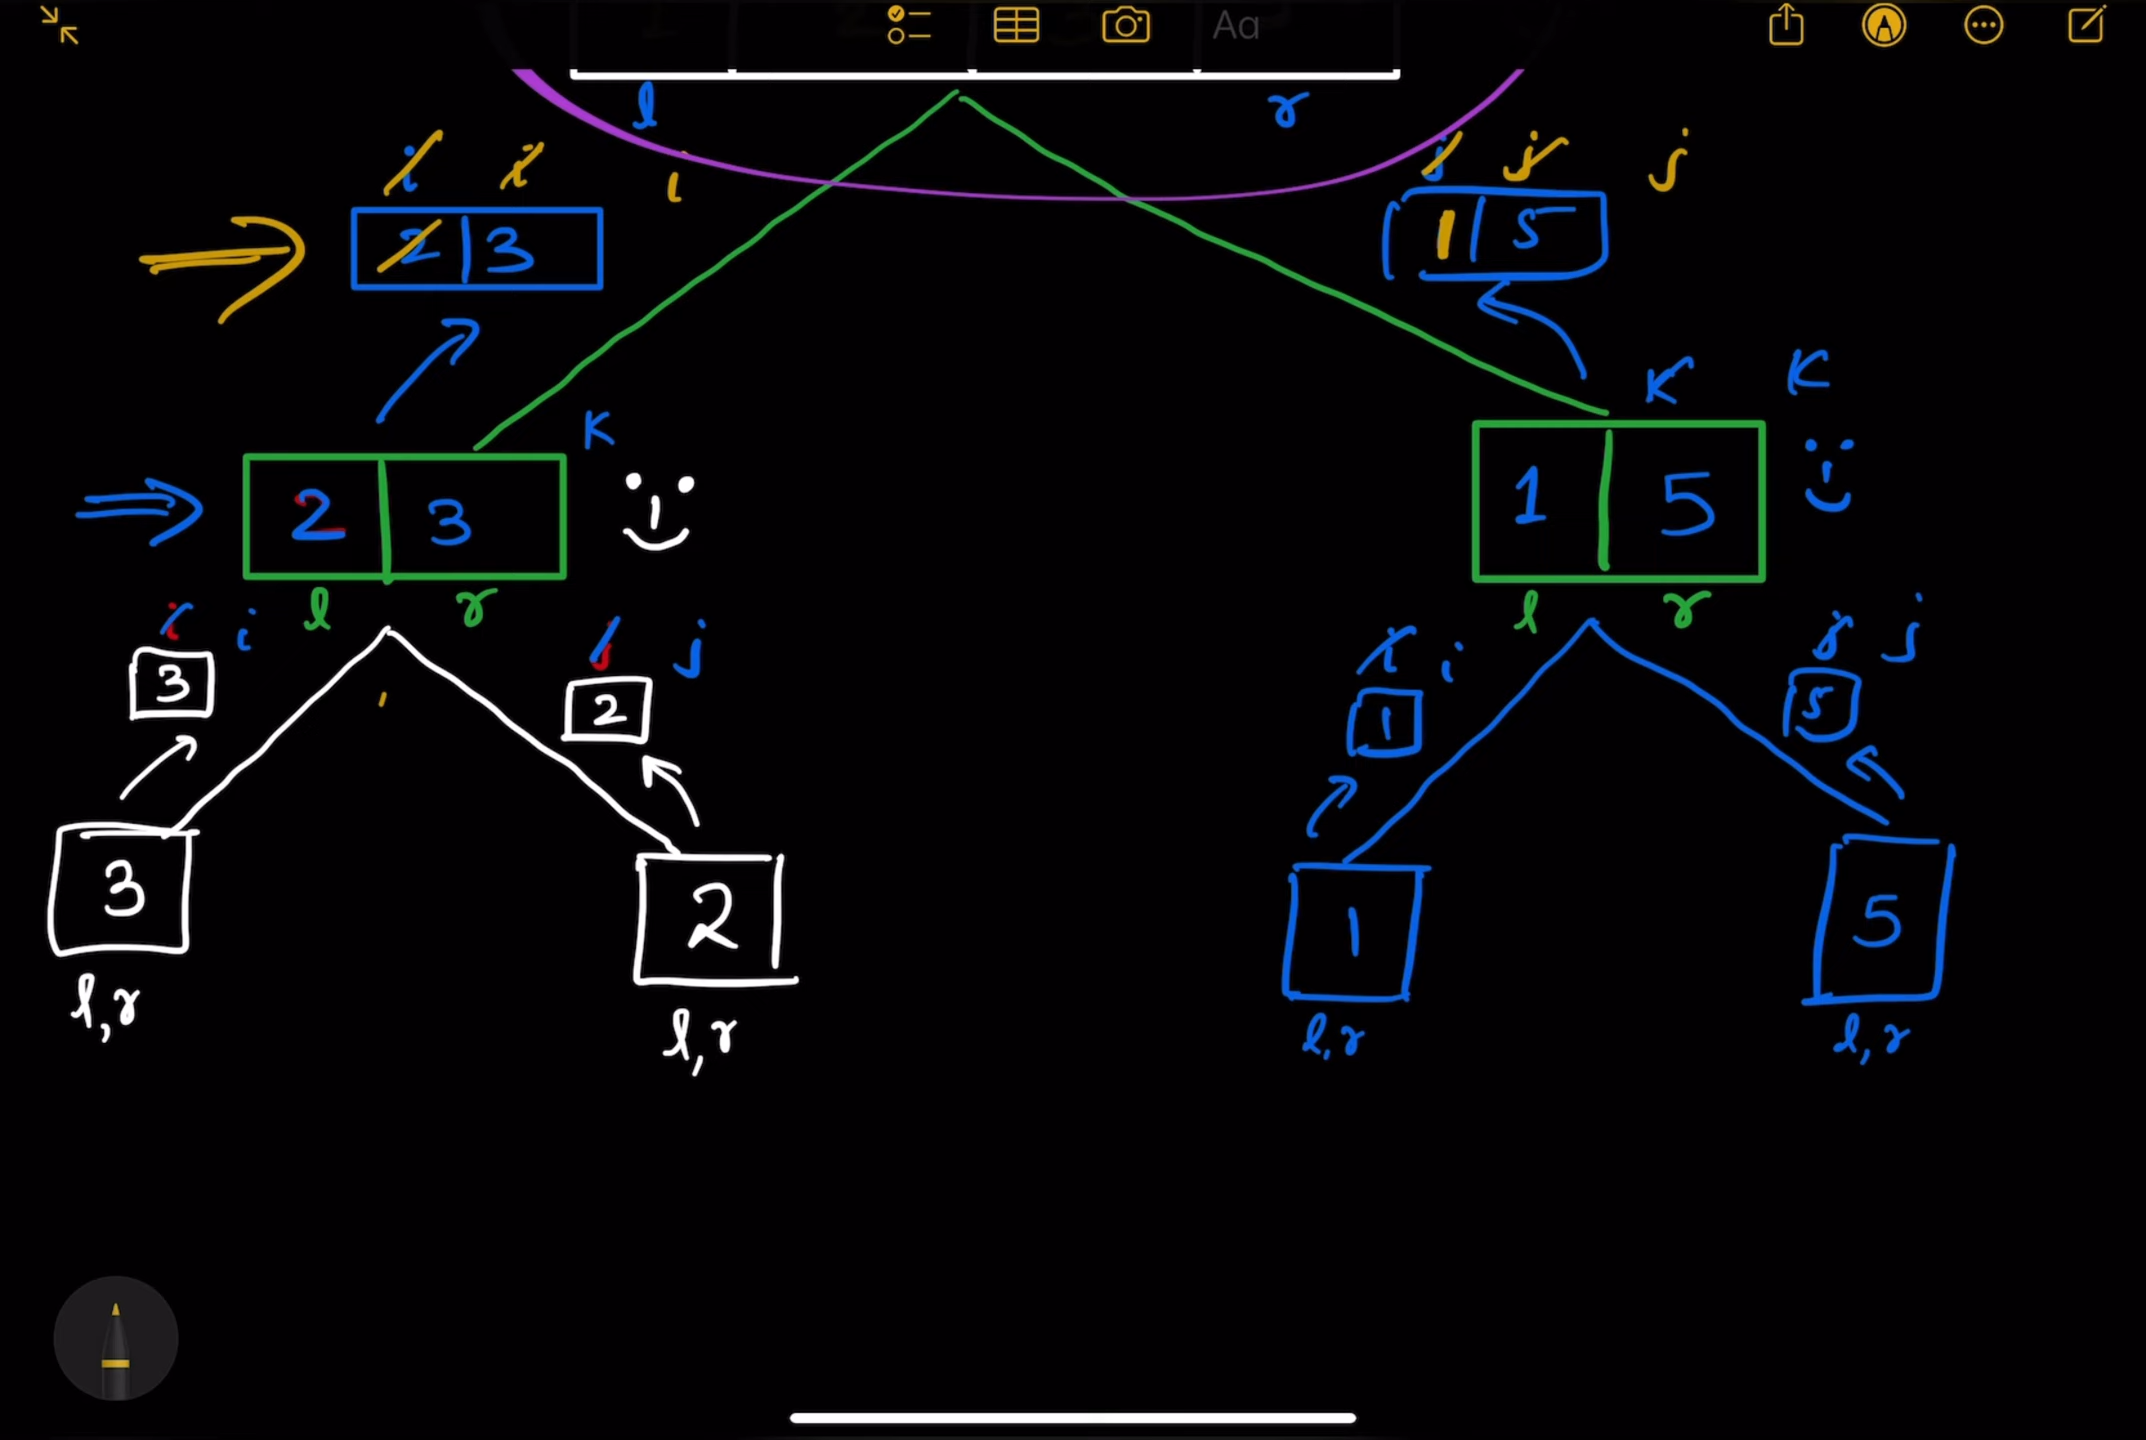 Aa
l r
i i i j j j
2 3 1 5
K K K
2 3 1 5
l r l r
i i j j i i j j
3 2 1 5
3 2 1 5
l,r l,r l,r l,r